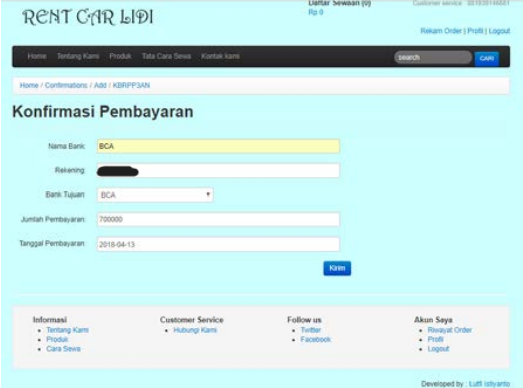 RENT CAR LIDI
Daftar Sewaan (0)
Rp 0
Customer service : 081838146661
Rekam Order | Profil | Logout
Home Tentang Kami Produk Tata Cara Sewa Kontak kami
search CARI
Home / Confirmations / Add / KBRPP3AN
Konfirmasi Pembayaran
Nama Bank: BCA
Rekening:
Bank Tujuan: BCA
Jumlah Pembayaran: 700000
Tanggal Pembayaran: 2018-04-13
Kirim
Informasi
Tentang Kami
Produk
Cara Sewa
Customer Service
Hubungi Kami
Follow us
Twitter
Facebook
Akun Saya
Riwayat Order
Profil
Logout
Developed by : Lutfi Istiyanto